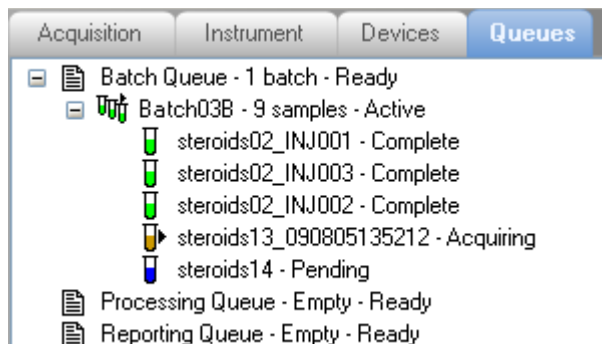 Acquisition Instrument Devices Queues
Batch Queue - 1 batch - Ready
Batch03B - 9 samples - Active
steroids02_INJ001 - Complete
steroids02_INJ003 - Complete
steroids02_INJ002 - Complete
steroids13_090805135212 - Acquiring
steroids14 - Pending
Processing Queue - Empty - Ready
Reporting Queue - Empty - Ready